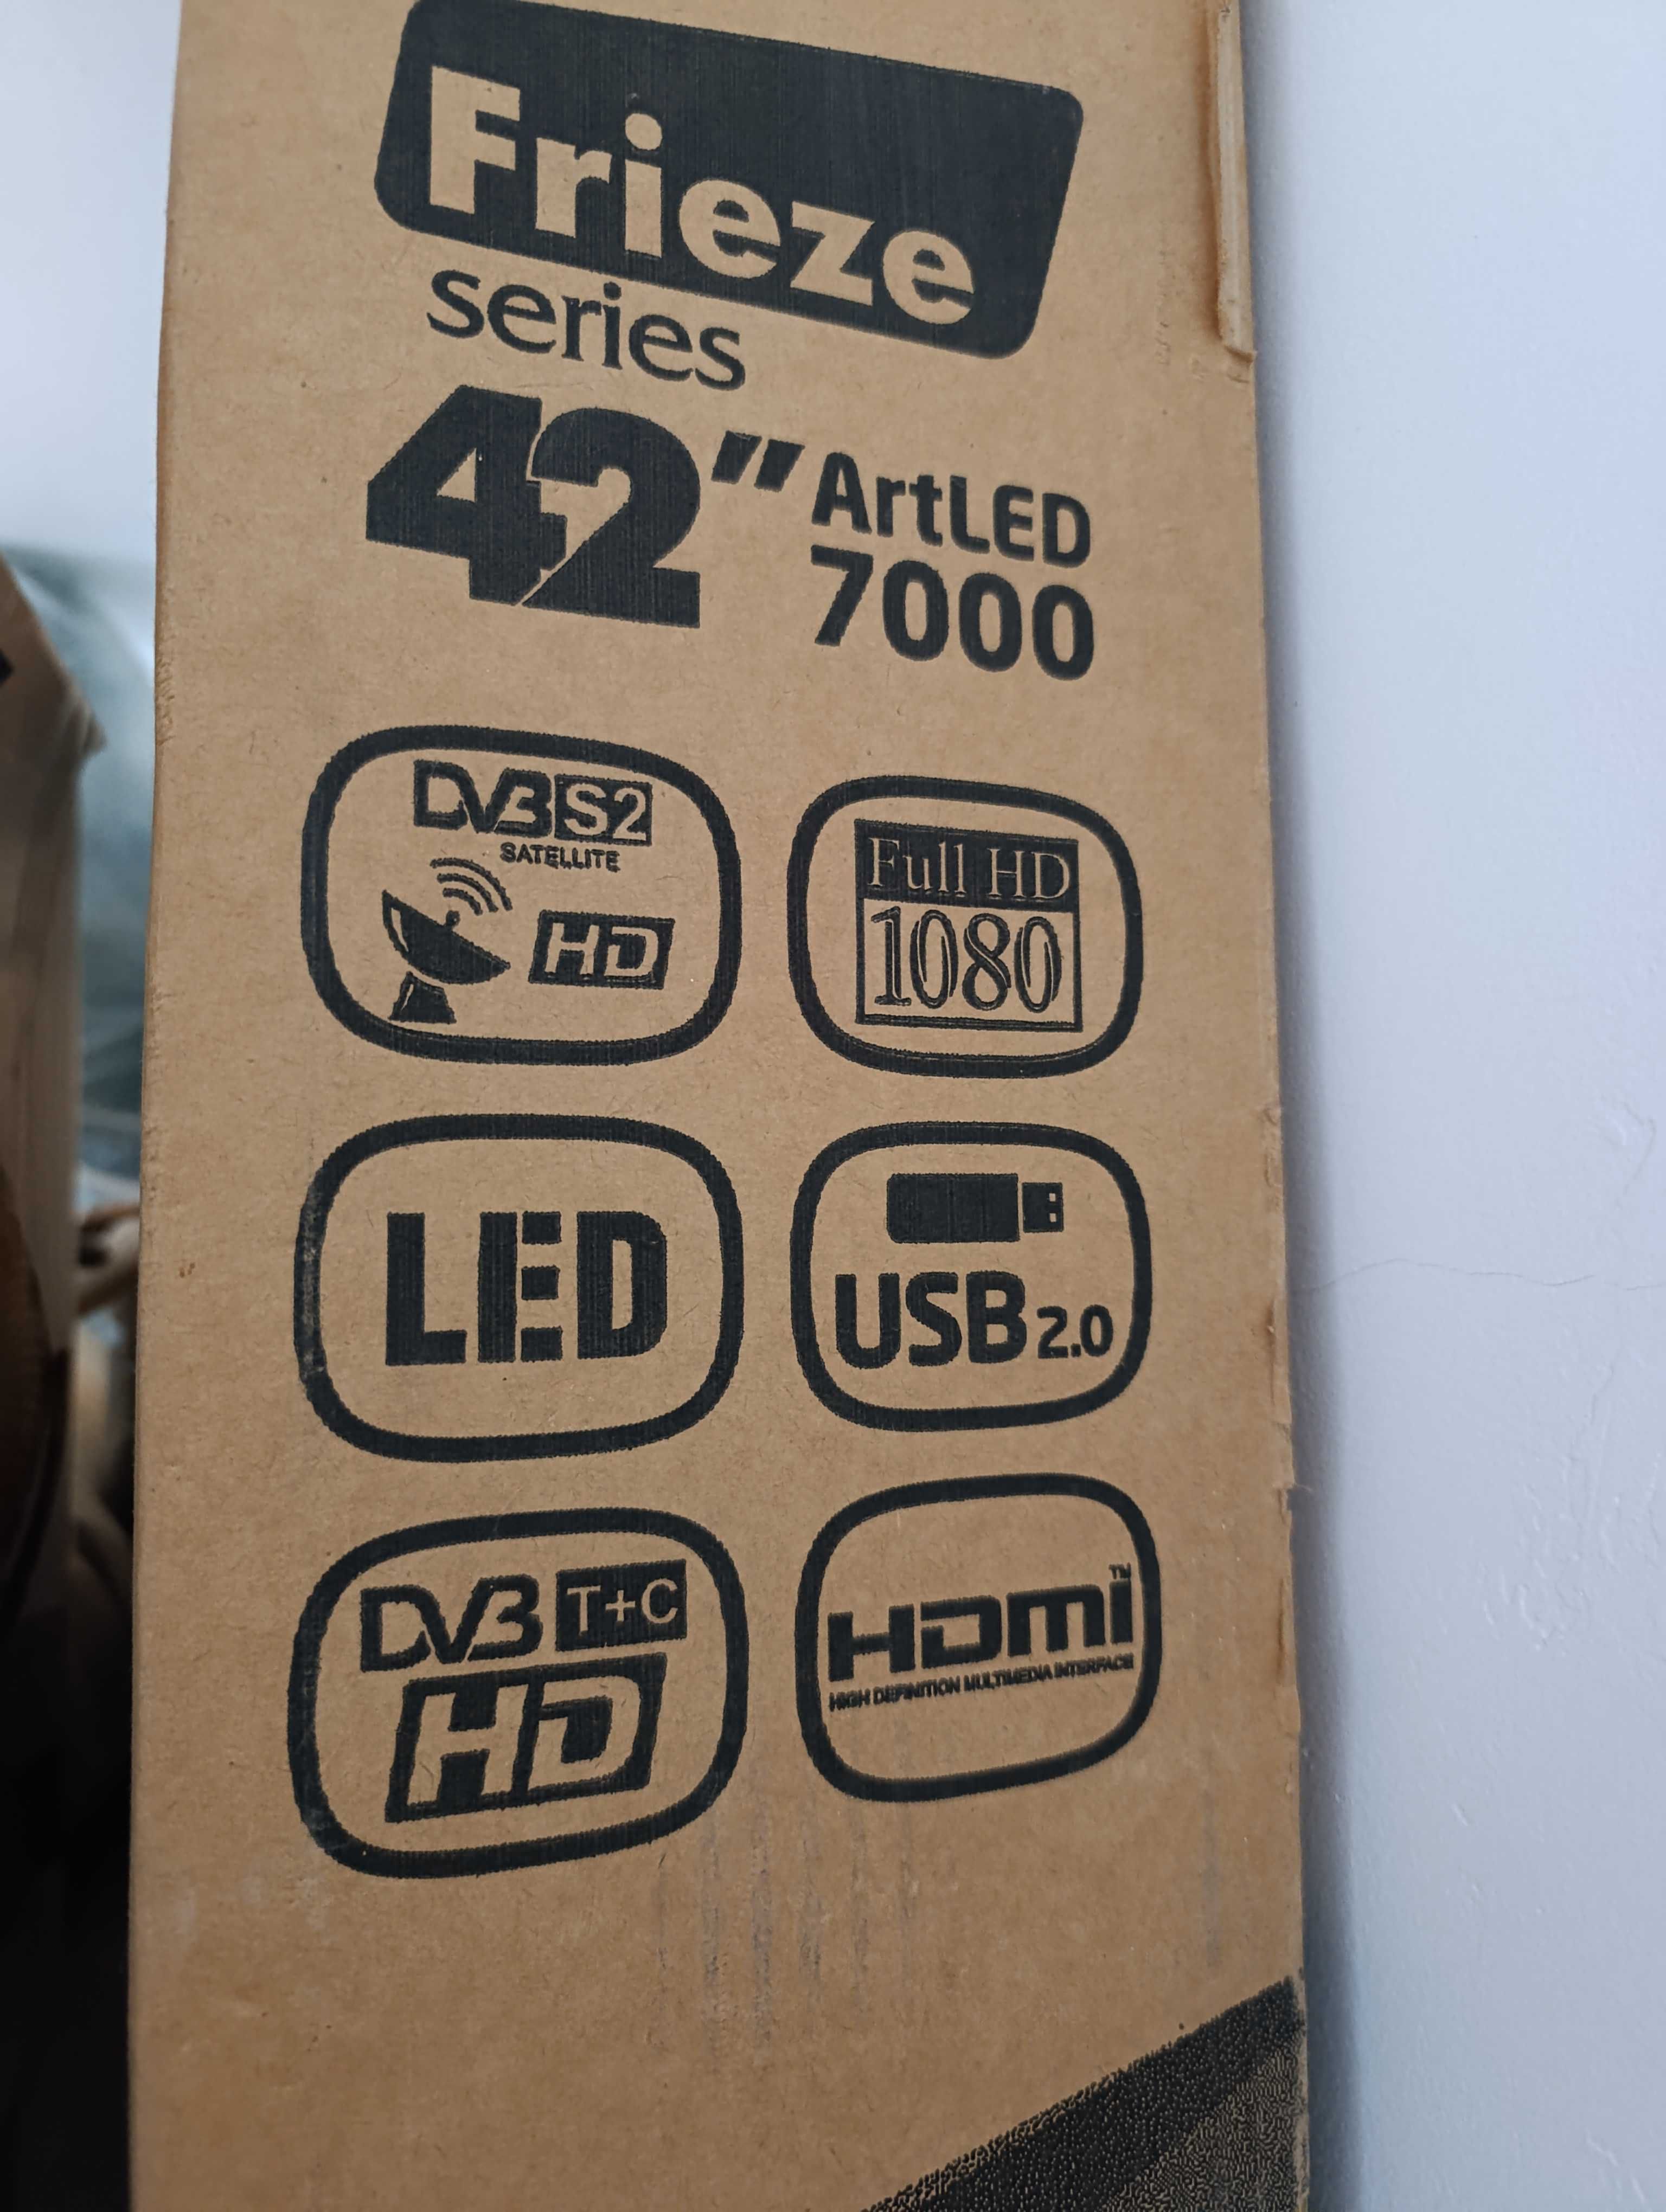 Frieze
series
42" ArtLED
7000
DVB S2
SATELLITE
HD
Full HD
1080
LED
USB 2.0
DVB T+C
HD
HDMI™
HIGH DEFINITION MULTIMEDIA INTERFACE